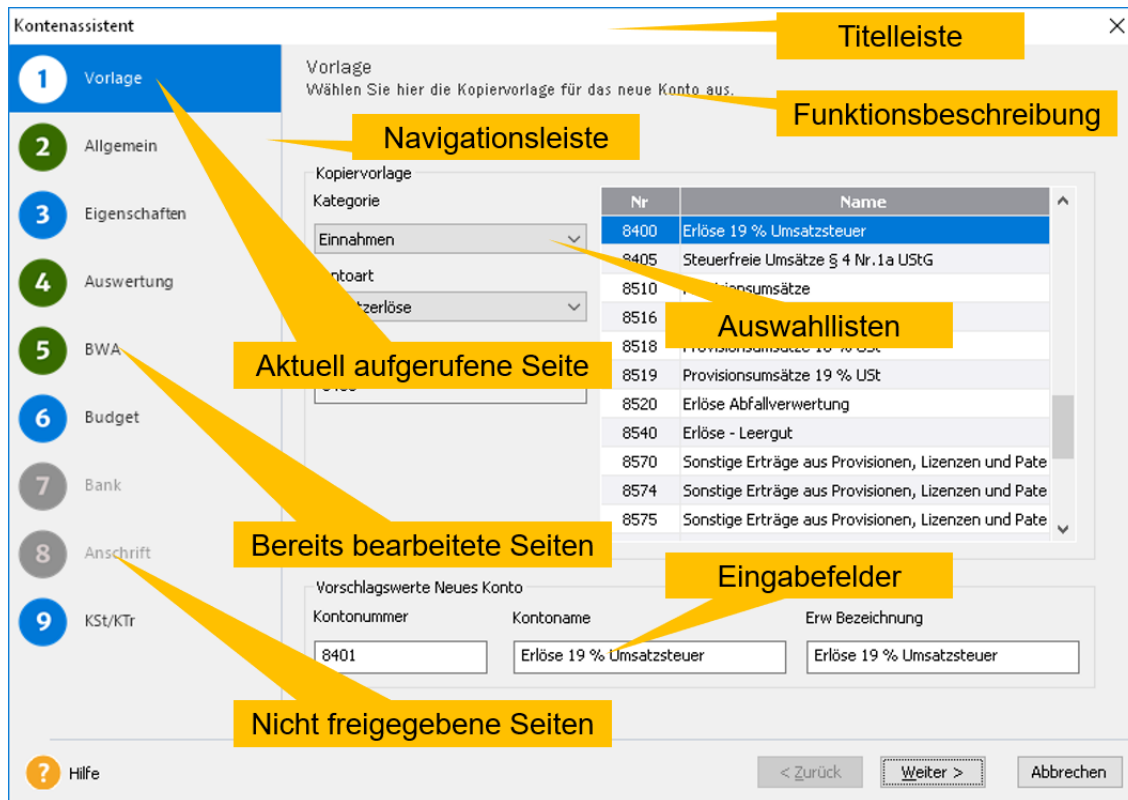 Kontenassistent
Titelleiste
1 Vorlage
Vorlage
Wählen Sie hier die Kopiervorlage für das neue Konto aus.
Funktionsbeschreibung
Navigationsleiste
2 Allgemein
3 Eigenschaften
4 Auswertung
5 BWA
6 Budget
7 Bank
8 Anschrift
9 KSt/KTr
Aktuell aufgerufene Seite
Bereits bearbeitete Seiten
Nicht freigegebene Seiten
Kopiervorlage
Kategorie
Einnahmen
Auswahllisten
Nr Name
8400 Erlöse 19 % Umsatzsteuer
8405 Steuerfreie Umsätze § 4 Nr.1a UStG
8510
8516
8518
8519 Provisionsumsätze 19 % USt
8520 Erlöse Abfallverwertung
8540 Erlöse - Leergut
8570 Sonstige Erträge aus Provisionen, Lizenzen und Pate
8574 Sonstige Erträge aus Provisionen, Lizenzen und Pate
8575 Sonstige Erträge aus Provisionen, Lizenzen und Pate
Eingabefelder
Vorschlagswerte Neues Konto
Kontonummer Kontoname Erw Bezeichnung
8401 Erlöse 19 % Umsatzsteuer Erlöse 19 % Umsatzsteuer
? Hilfe
< Zurück Weiter > Abbrechen